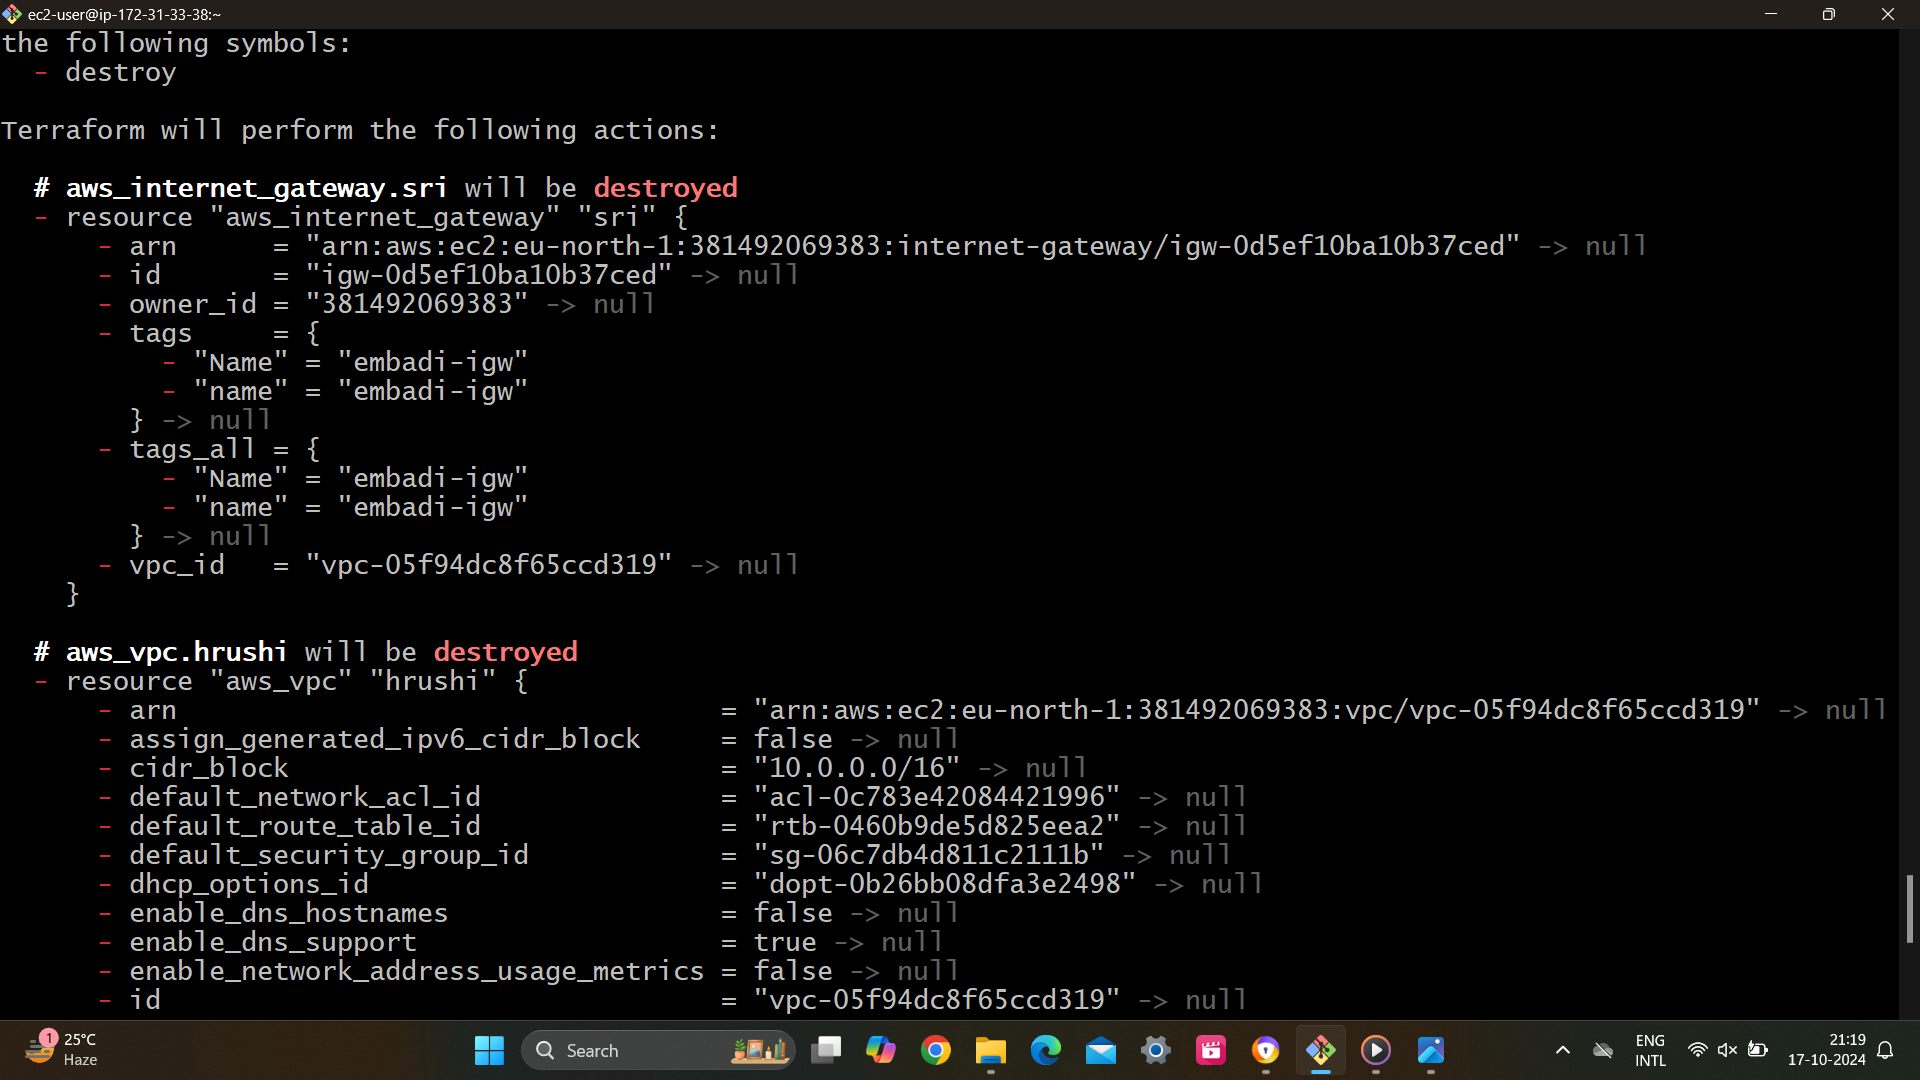 ec2-user@ip-172-31-33-38:~
the following symbols:
  - destroy
Terraform will perform the following actions:
  # aws_internet_gateway.sri will be destroyed
  - resource "aws_internet_gateway" "sri" {
      - arn      = "arn:aws:ec2:eu-north-1:381492069383:internet-gateway/igw-0d5ef10ba10b37ced" -> null
      - id       = "igw-0d5ef10ba10b37ced" -> null
      - owner_id = "381492069383" -> null
      - tags     = {
          - "Name" = "embadi-igw"
          - "name" = "embadi-igw"
        } -> null
      - tags_all = {
          - "Name" = "embadi-igw"
          - "name" = "embadi-igw"
        } -> null
      - vpc_id   = "vpc-05f94dc8f65ccd319" -> null
    }
  # aws_vpc.hrushi will be destroyed
  - resource "aws_vpc" "hrushi" {
      - arn                                  = "arn:aws:ec2:eu-north-1:381492069383:vpc/vpc-05f94dc8f65ccd319" -> null
      - assign_generated_ipv6_cidr_block     = false -> null
      - cidr_block                           = "10.0.0.0/16" -> null
      - default_network_acl_id               = "acl-0c783e42084421996" -> null
      - default_route_table_id               = "rtb-0460b9de5d825eea2" -> null
      - default_security_group_id            = "sg-06c7db4d811c2111b" -> null
      - dhcp_options_id                      = "dopt-0b26bb08dfa3e2498" -> null
      - enable_dns_hostnames                 = false -> null
      - enable_dns_support                   = true -> null
      - enable_network_address_usage_metrics = false -> null
      - id                                   = "vpc-05f94dc8f65ccd319" -> null
1
25°C
Haze
Search
ENG
INTL
21:19
17-10-2024